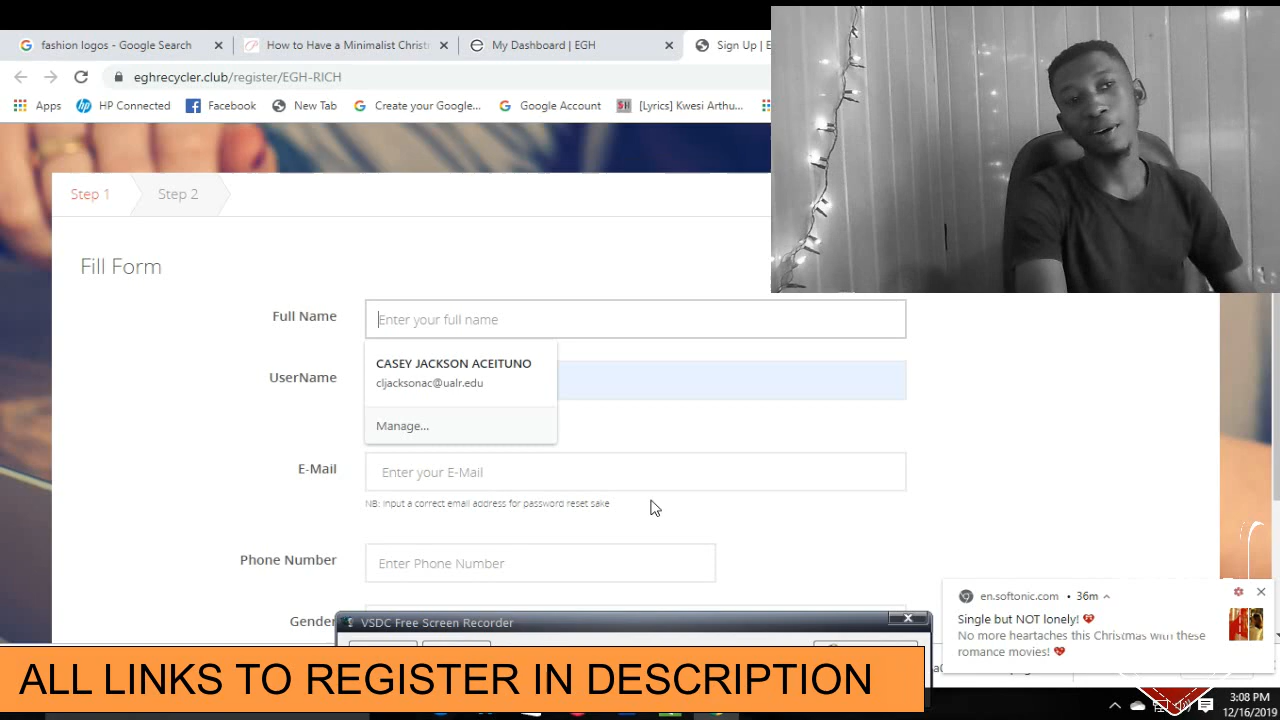 fashion logos - Google Search
How to Have a Minimalist Christ
My Dashboard | EGH
Sign Up | E
eghrecycler.club/register/EGH-RICH
Apps
HP Connected
Facebook
New Tab
Create your Google...
Google Account
[Lyrics] Kwesi Arthu...
Step 1
Step 2
Fill Form
Full Name
Enter your full name
CASEY JACKSON ACEITUNO
cljacksonac@ualr.edu
Manage...
UserName
E-Mail
Enter your E-Mail
NB: Input a correct email address for password reset sake
Phone Number
Enter Phone Number
Gender
VSDC Free Screen Recorder
en.softonic.com • 36m
Single but NOT lonely!
No more heartaches this Christmas with these
romance movies!
ALL LINKS TO REGISTER IN DESCRIPTION
3:08 PM
12/16/2019